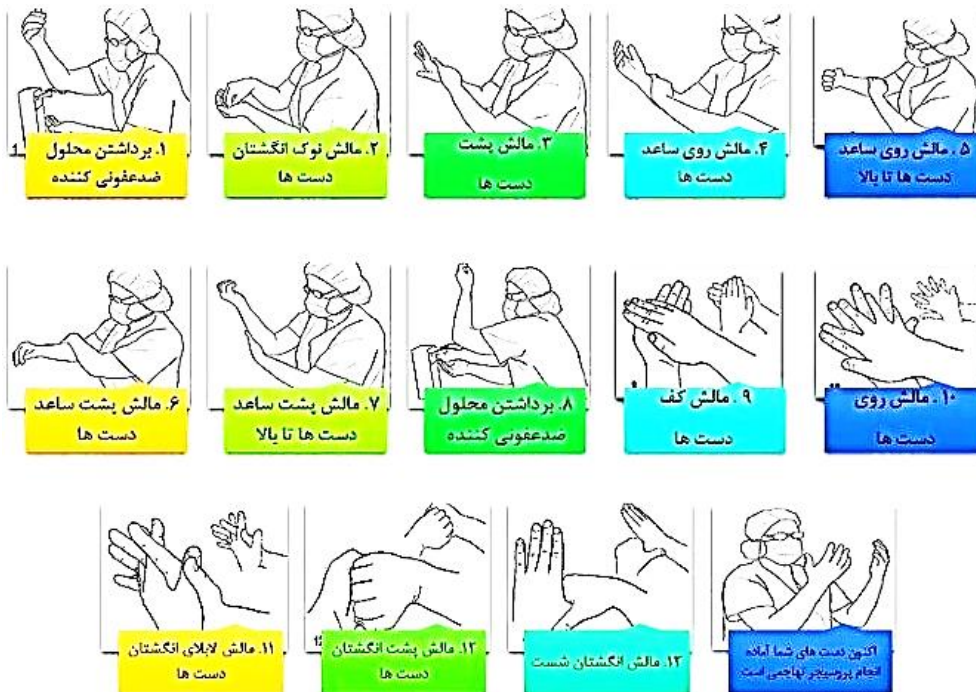 ۱. برداشتن محلول
ضدعفونی کننده
۲. مالش نوک انگشتان
دست ها
۳. مالش پشت
دست ها
۴. مالش روی ساعد
دست ها
۵. مالش روی ساعد
دست ها تا بالا
۶. مالش پشت ساعد
دست ها
۷. مالش پشت ساعد
دست ها تا بالا
۸. برداشتن محلول
ضدعفونی کننده
۹. مالش کف
دست ها
۱۰. مالش روی
دست ها
۱۱. مالش لابلای انگشتان
دست ها
۱۲. مالش پشت انگشتان
دست ها
۱۳. مالش انگشتان شست
اکنون دست های شما آماده
انجام پروسیجر تهاجمی است.